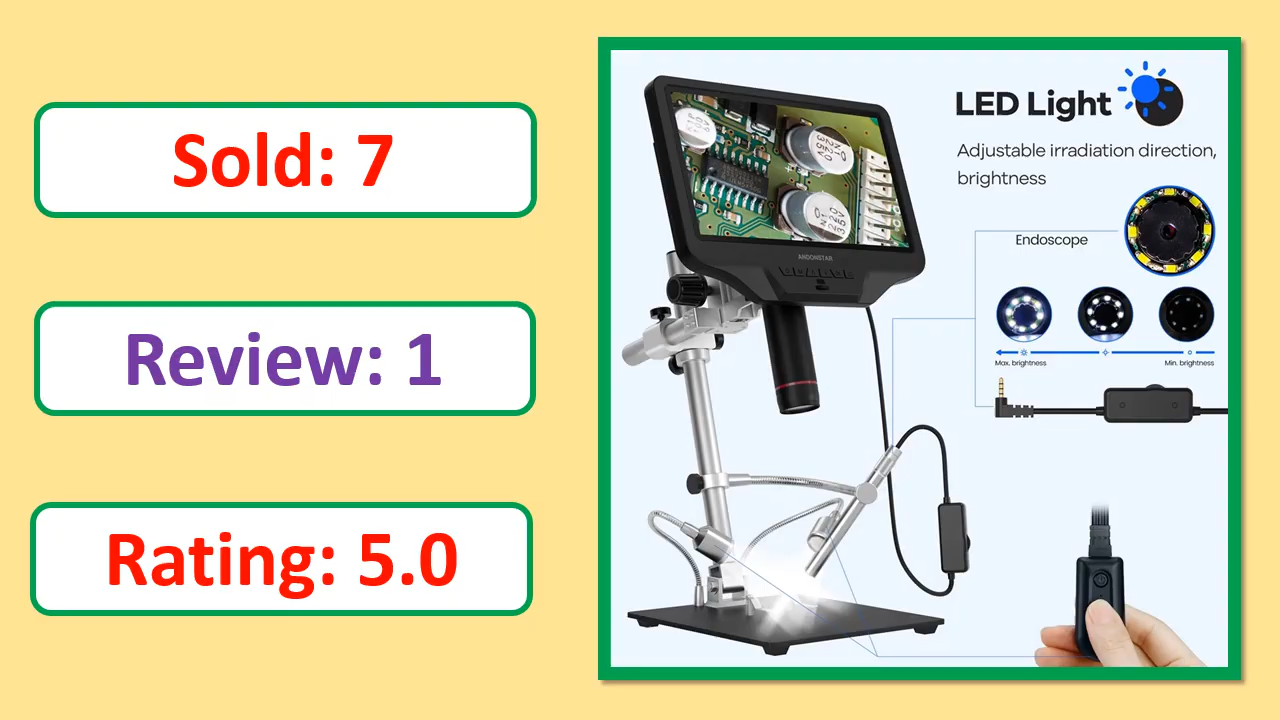 Sold: 7
Review: 1
Rating: 5.0
LED Light
Adjustable irradiation direction,
brightness
Endoscope
Max. brightness
Min. brightness
ANDONSTAR